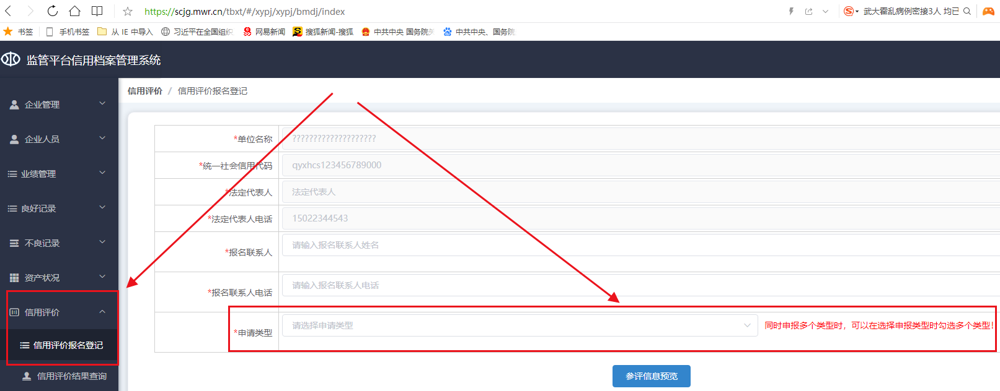 https://scjg.mwr.cn/tbxt/#/xypj/xypj/bmdj/index
武大霍乱病例密接3人 均已
书签
手机书签
从 IE 中导入
习近平在全国组织
网易新闻
搜狐新闻-搜狐
中共中央 国务院关
中共中央、国务院
监管平台信用档案管理系统
信用评价 / 信用评价报名登记
企业管理
企业人员
业绩管理
良好记录
不良记录
资产状况
信用评价
信用评价报名登记
信用评价结果查询
*单位名称 ????????????????????
*统一社会信用代码 qyxhcs123456789000
*法定代表人 法定代表人
*法定代表人电话 15022344543
*报名联系人 请输入报名联系人姓名
*报名联系人电话 请输入报名联系人电话
*申请类型 请选择申请类型 同时申报多个类型时，可以在选择申报类型时勾选多个类型！
参评信息预览